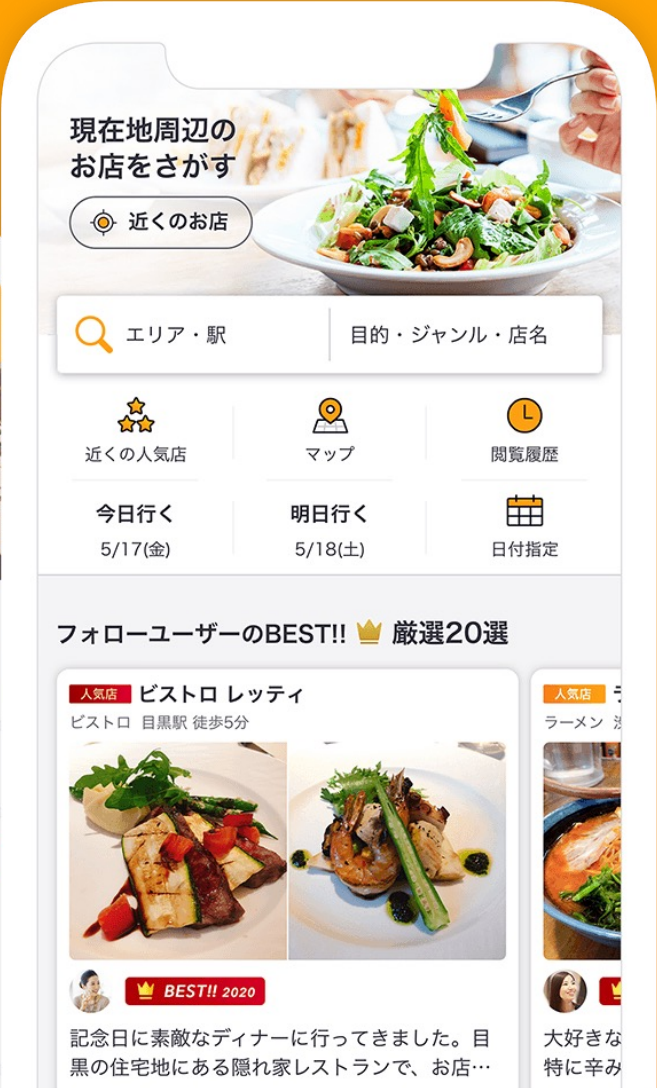 現在地周辺の
お店をさがす
近くのお店
エリア・駅 目的・ジャンル・店名
近くの人気店 マップ 閲覧履歴
今日行く 明日行く
5/17(金) 5/18(土) 日付指定
フォローユーザーのBEST!! 厳選20選
人気店 ビストロ レッティ
ビストロ 目黒駅 徒歩5分
BEST!! 2020
記念日に素敵なディナーに行ってきました。目
黒の住宅地にある隠れ家レストランで、お店…
人気店
ラーメン
大好きな
特に辛み